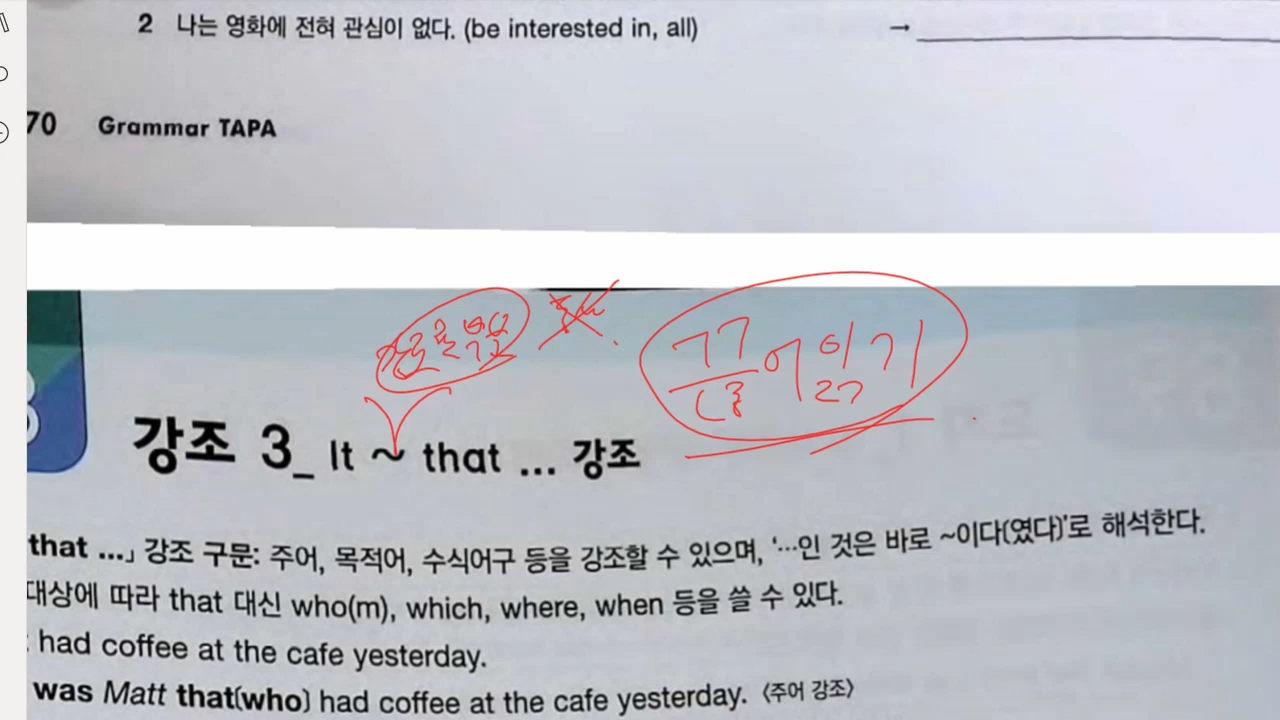 2 나는 영화에 전혀 관심이 없다. (be interested in, all) →
70 Grammar TAPA
끊어읽기
강조 3_ It ~ that ... 강조
that ...」 강조 구문: 주어, 목적어, 수식어구 등을 강조할 수 있으며, '…인 것은 바로 ~이다(였다)'로 해석한다.
대상에 따라 that 대신 who(m), which, where, when 등을 쓸 수 있다.
had coffee at the cafe yesterday.
was Matt that(who) had coffee at the cafe yesterday. 〈주어 강조〉